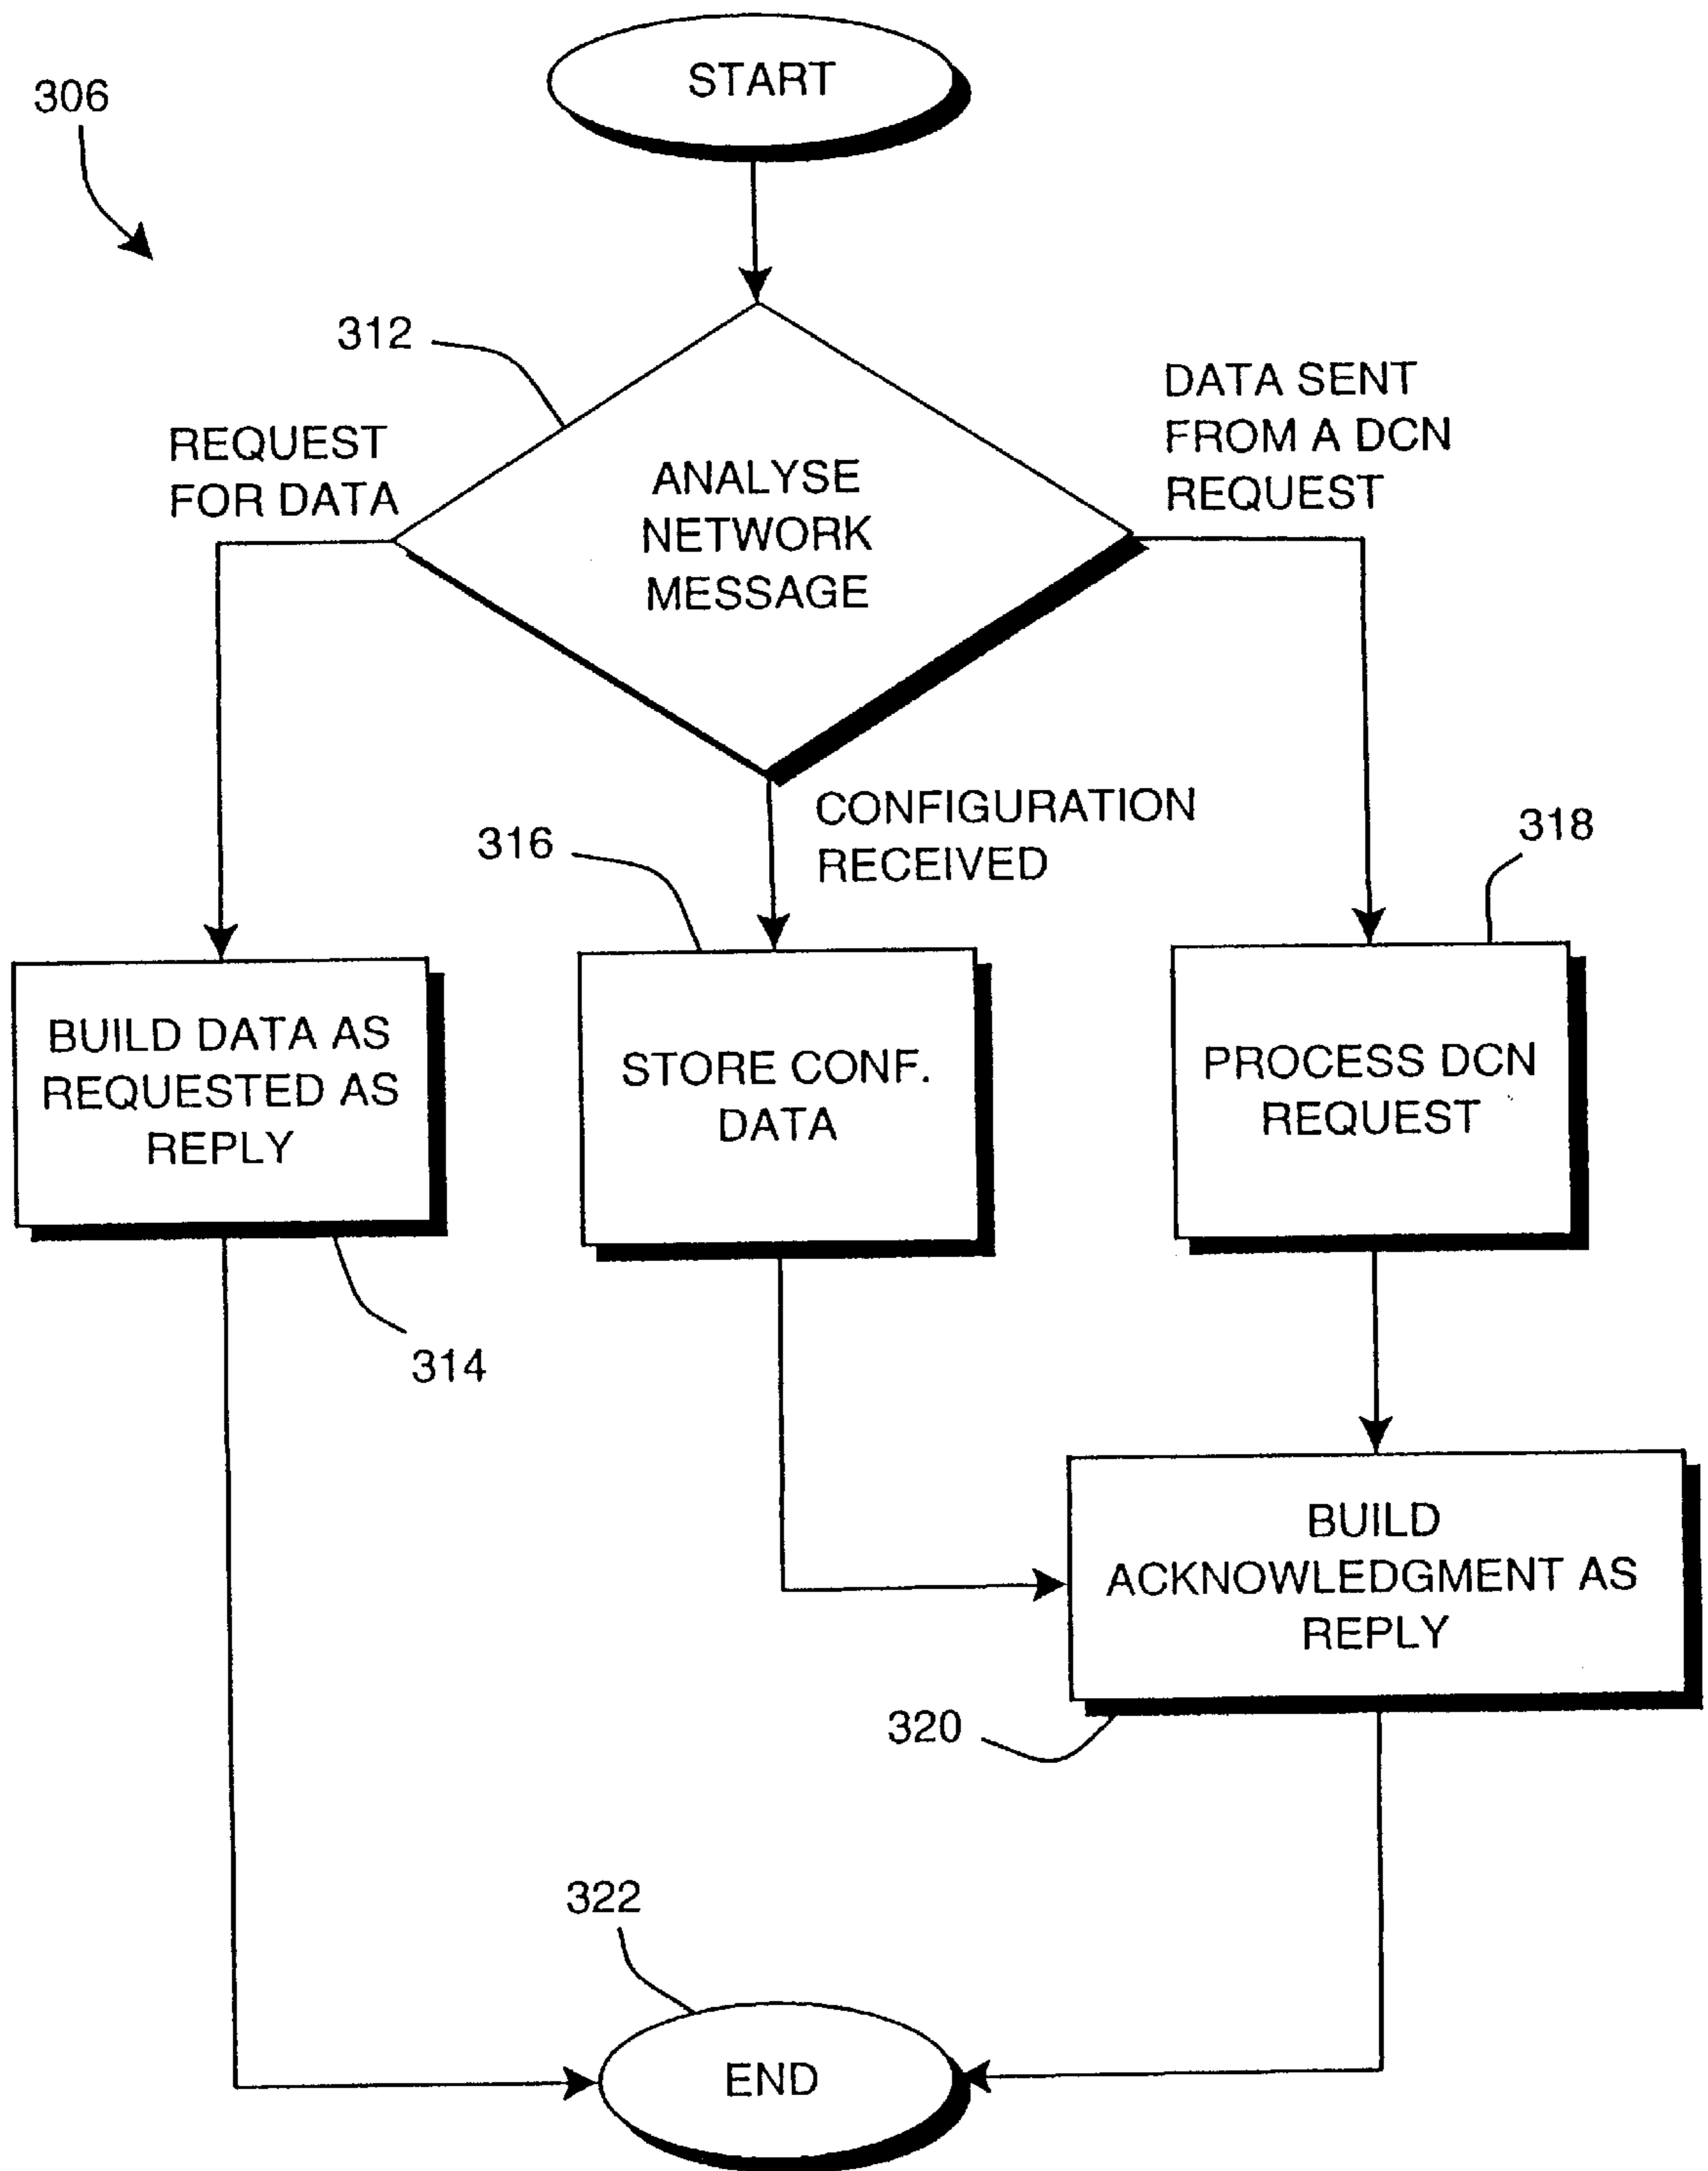 START
306
312
DATA SENT
FROM A DCN
REQUEST
REQUEST
FOR DATA
ANALYSE
NETWORK
MESSAGE
CONFIGURATION
RECEIVED
316
318
BUILD DATA AS
REQUESTED AS
REPLY
STORE CONF.
DATA
PROCESS DCN
REQUEST
314
BUILD
ACKNOWLEDGMENT AS
REPLY
320
322
END